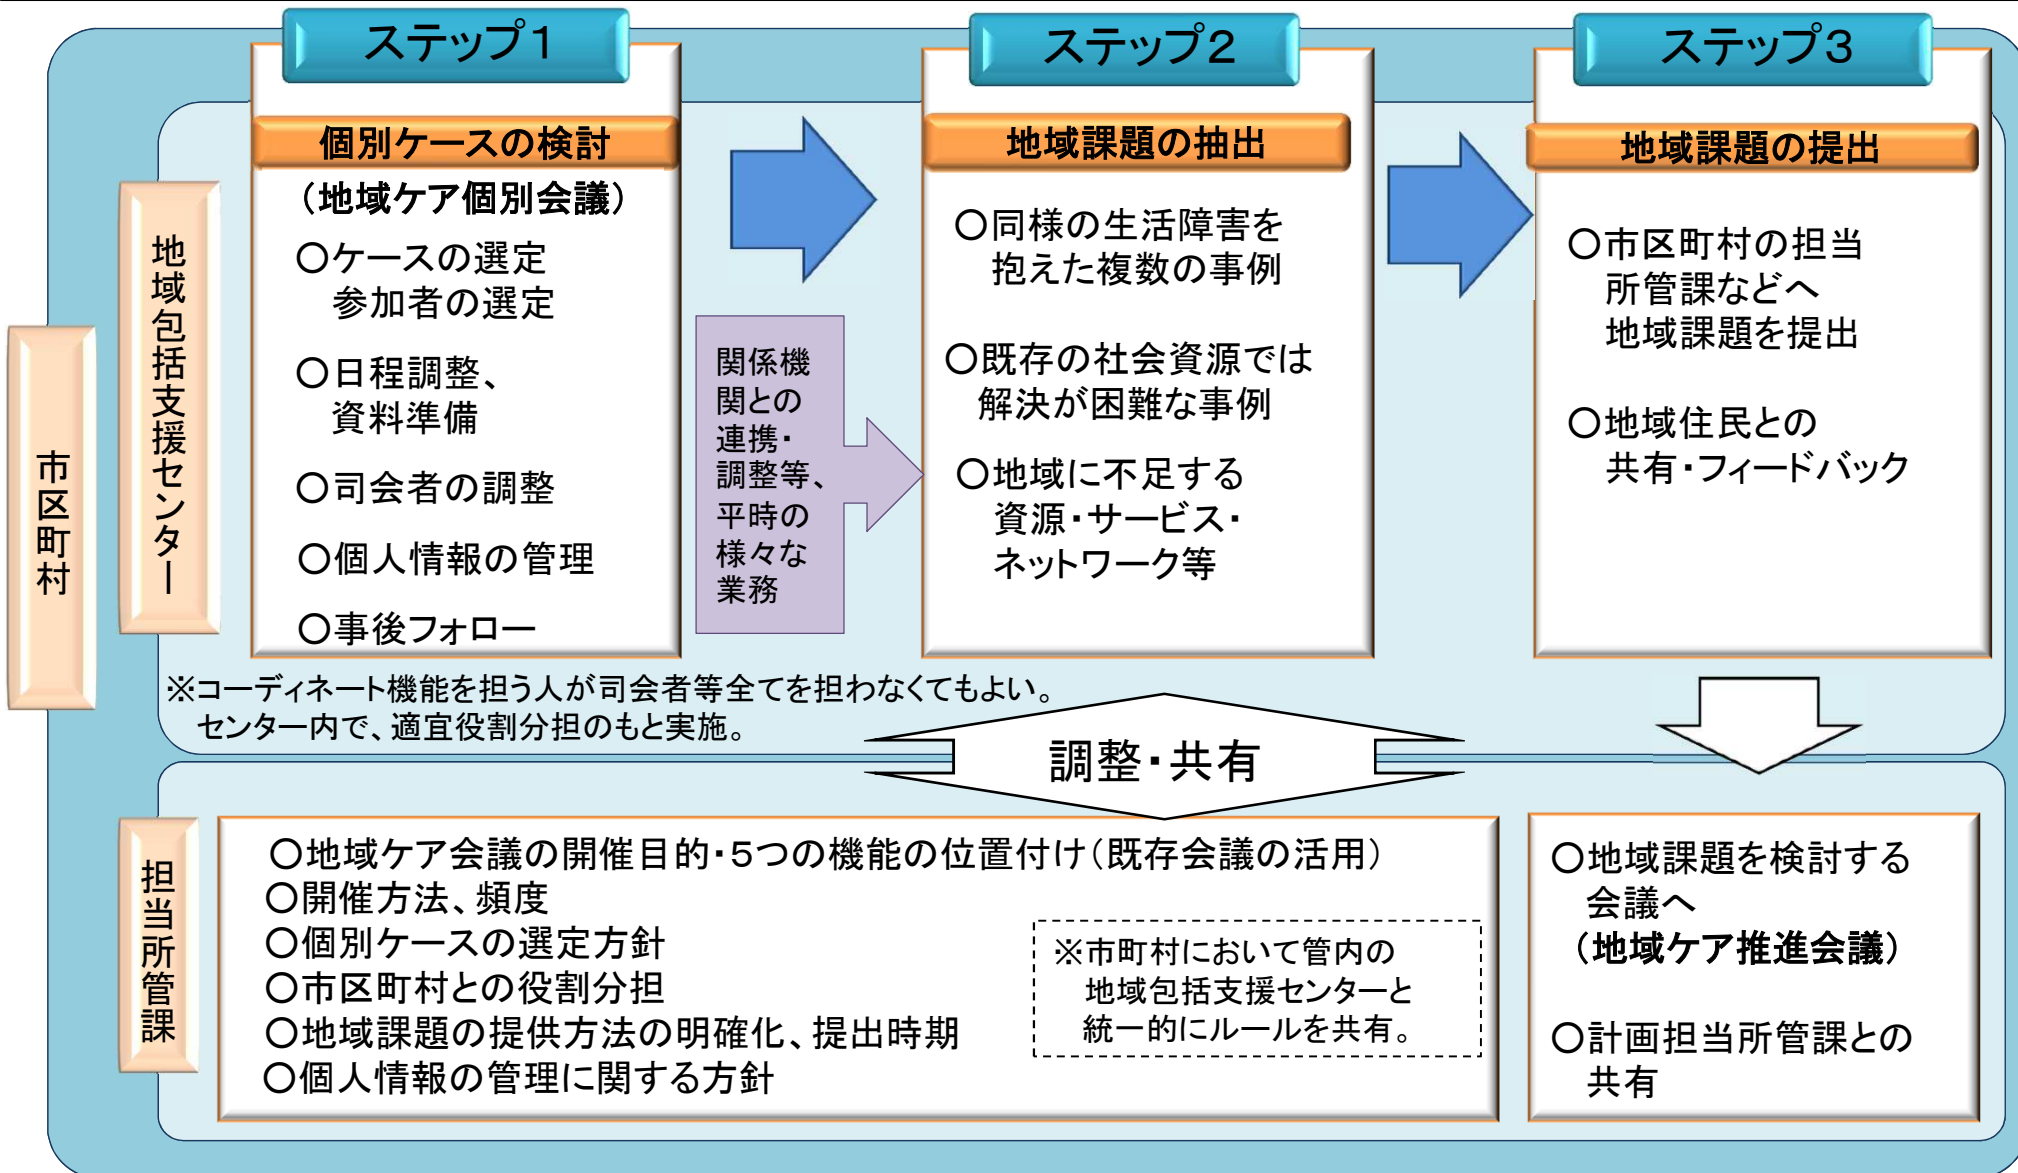 ステップ１
ステップ２
ステップ３
市区町村
地域包括支援センター
個別ケースの検討
（地域ケア個別会議）
○ケースの選定
参加者の選定
○日程調整、
資料準備
○司会者の調整
○個人情報の管理
○事後フォロー
関係機
関との
連携・
調整等、
平時の
様々な
業務
地域課題の抽出
○同様の生活障害を
抱えた複数の事例
○既存の社会資源では
解決が困難な事例
○地域に不足する
資源・サービス・
ネットワーク等
地域課題の提出
○市区町村の担当
所管課などへ
地域課題を提出
○地域住民との
共有・フィードバック
※コーディネート機能を担う人が司会者等全てを担わなくてもよい。
センター内で、適宜役割分担のもと実施。
調整・共有
担当所管課
○地域ケア会議の開催目的・５つの機能の位置付け（既存会議の活用）
○開催方法、頻度
○個別ケースの選定方針
○市区町村との役割分担
○地域課題の提供方法の明確化、提出時期
○個人情報の管理に関する方針
※市町村において管内の
地域包括支援センターと
統一的にルールを共有。
○地域課題を検討する
会議へ
（地域ケア推進会議）
○計画担当所管課との
共有